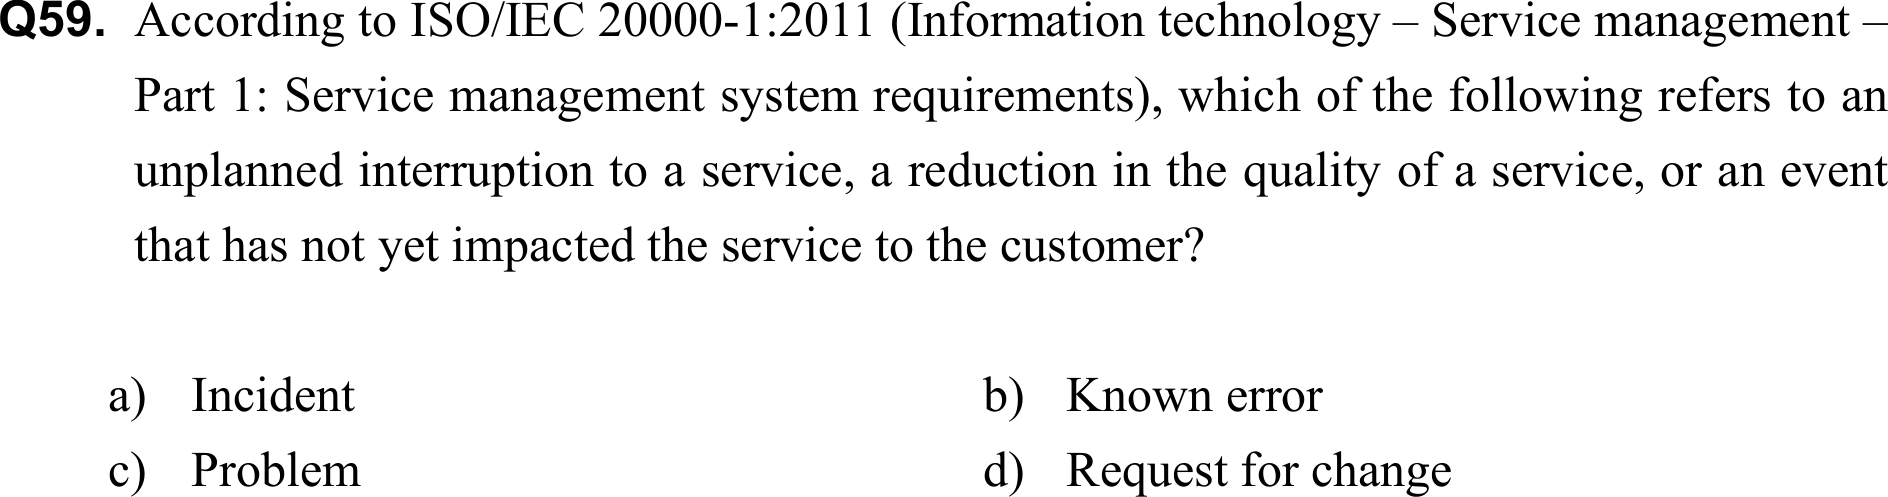 Q59. According to ISO/IEC 20000-1:2011 (Information technology – Service management –
Part 1: Service management system requirements), which of the following refers to an
unplanned interruption to a service, a reduction in the quality of a service, or an event
that has not yet impacted the service to the customer?
a) Incident b) Known error
c) Problem d) Request for change